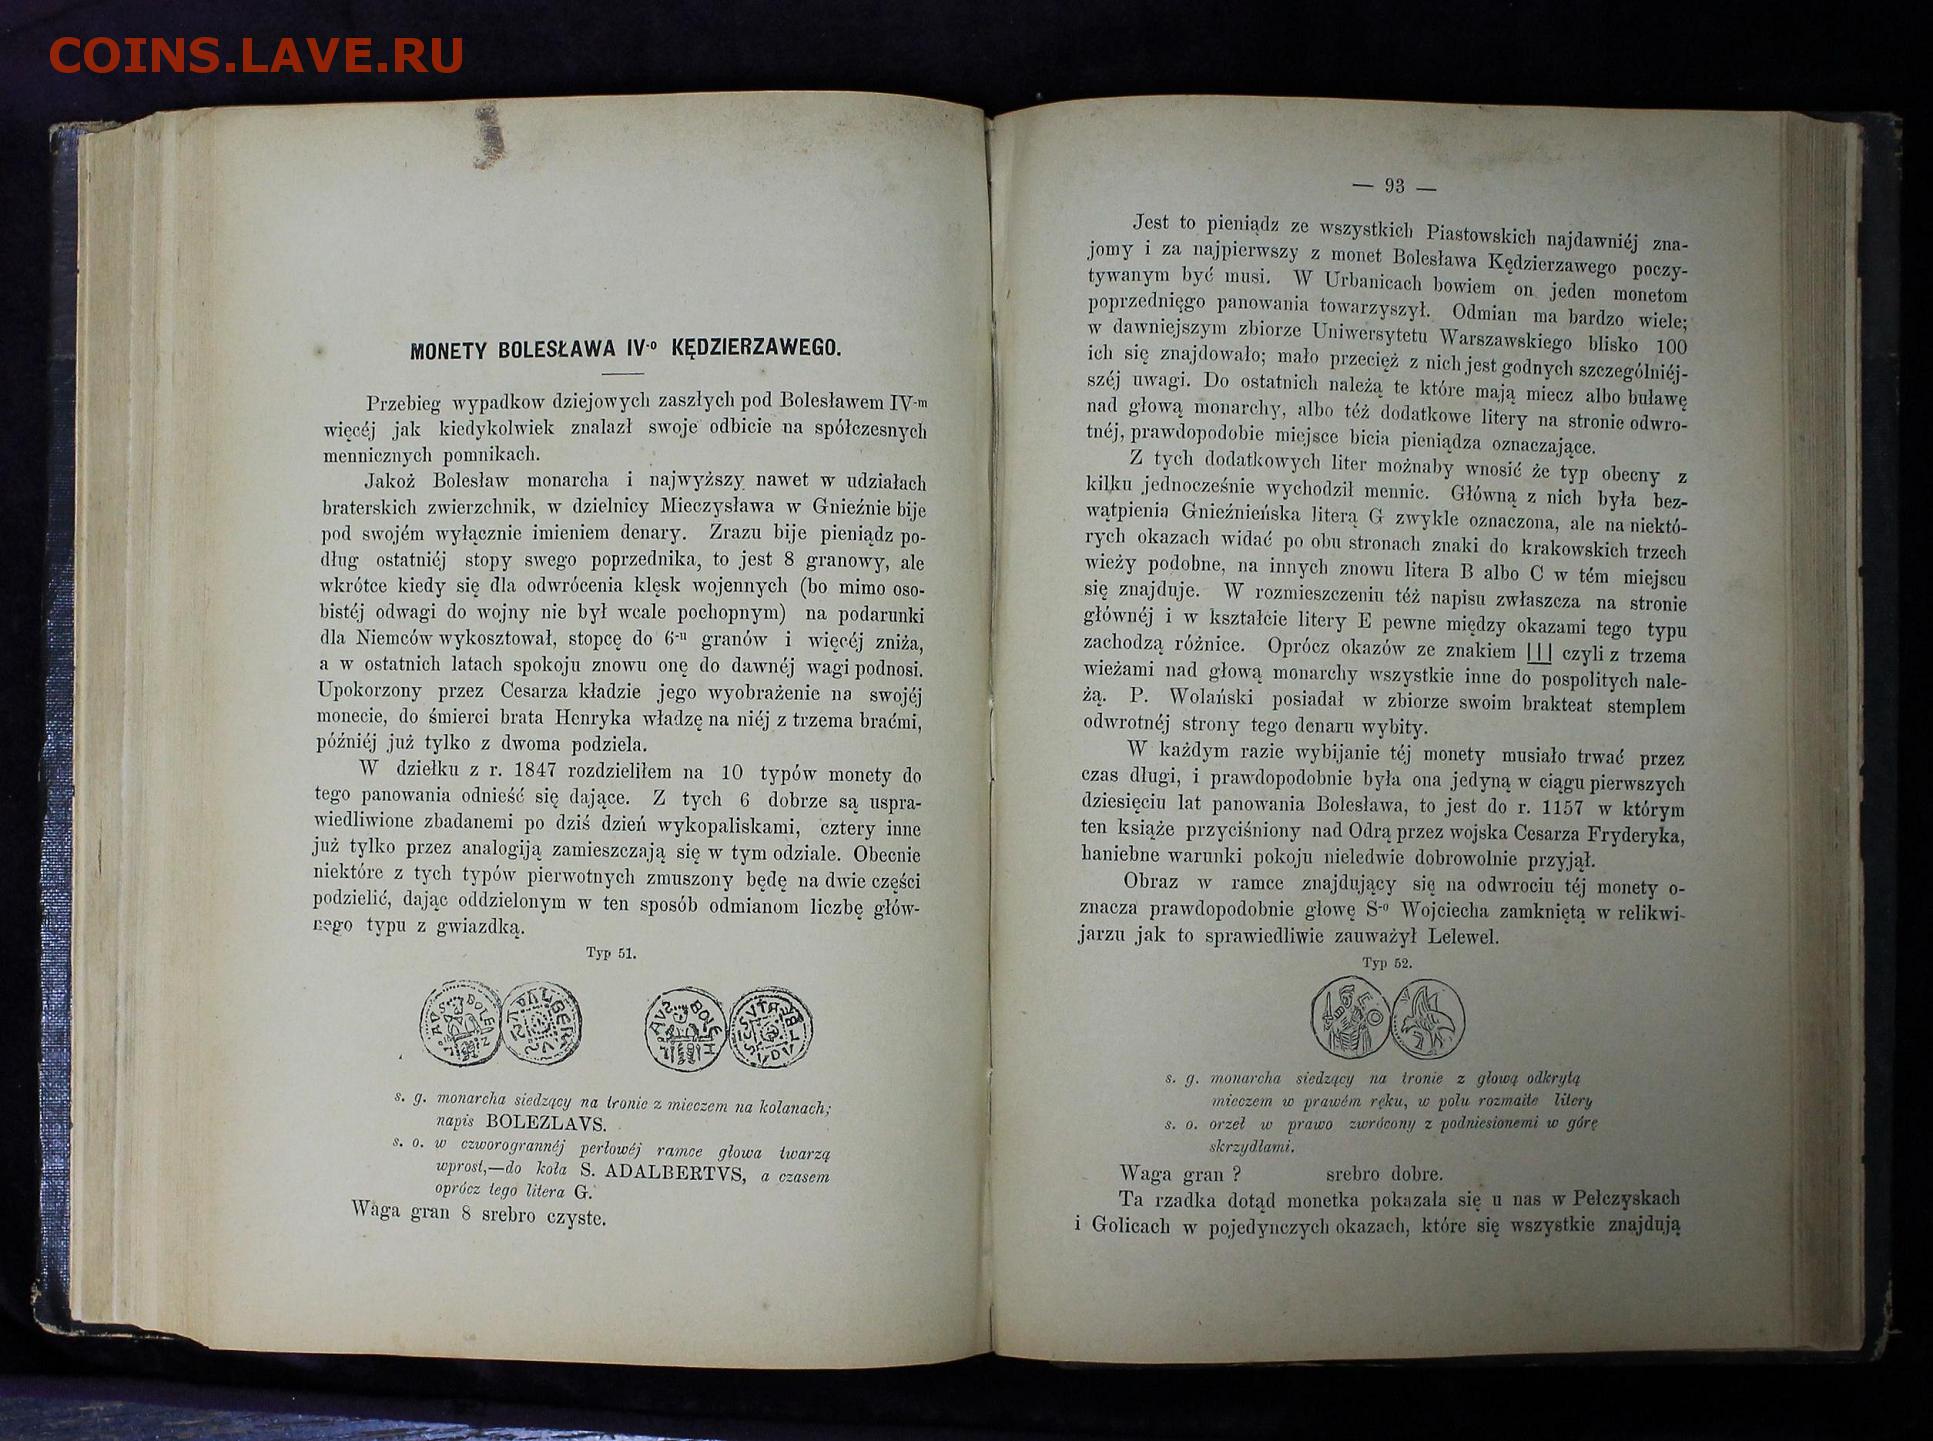 COINS.LAVE.RU
MONETY BOLESŁAWA IV-o KĘDZIERZAWEGO.
Przebieg wypadkow dziejowych zaszłych pod Bolesławem IV-m
więcéj jak kiedykolwiek znalazł swoje odbicie na spółczesnych
mennicznych pomnikach.
Jakoż Bolesław monarcha i najwyższy nawet w udziałach
braterskich zwierzchnik, w dzielnicy Mieczysława w Gnieźnie bije
pod swojém wyłącznie imieniem denary. Zrazu bije pieniądz po-
dług ostatniéj stopy swego poprzednika, to jest 8 granowy, ale
wkrótce kiedy się dla odwrócenia klęsk wojennych (bo mimo oso-
bistéj odwagi do wojny nie był wcale pochopnym) na podarunki
dla Niemców wykosztował, stopcę do 6-u granów i więcéj zniża,
a w ostatnich latach spokoju znowu onę do dawnéj wagi podnosi.
Upokorzony przez Cesarza kładzie jego wyobrażenie na swojéj
monecie, do śmierci brata Henryka władzę na niéj z trzema braćmi,
późniéj już tylko z dwoma podziela.
W dziełku z r. 1847 rozdzieliłem na 10 typów monety do
tego panowania odnieść się dające. Z tych 6 dobrze są uspra-
wiedliwione zbadanemi po dziś dzień wykopaliskami, cztery inne
już tylko przez analogiją zamieszczają się w tym odziale. Obecnie
niektóre z tych typów pierwotnych zmuszony będę na dwie części
podzielić, dając oddzielonym w ten sposób odmianom liczbę głów-
nego typu z gwiazdką.
Typ 51.
s. g. monarcha siedzący na tronie z mieczem na kolanach;
napis BOLEZLAVS.
s. o. w czworogrannéj perłowéj ramce głowa twarzą
wprost,—do koła S. ADALBERTVS, a czasem
oprócz tego litera G.
Waga gran 8 srebro czyste.
— 93 —
Jest to pieniądz ze wszystkich Piastowskich najdawniéj zna-
jomy i za najpierwszy z monet Bolesława Kędzierzawego poczy-
tywanym być musi. W Urbanicach bowiem on jeden monetom
poprzedniego panowania towarzyszył. Odmian ma bardzo wiele;
w dawniejszym zbiorze Uniwersytetu Warszawskiego blisko 100
ich się znajdowało; mało przecięż z nich jest godnych szczególniéj-
széj uwagi. Do ostatnich należą te które mają miecz albo buławę
nad głową monarchy, albo téż dodatkowe litery na stronie odwro-
tnéj, prawdopodobie miejsce bicia pieniądza oznaczające.
Z tych dodatkowych liter możnaby wnosić że typ obecny z
kilku jednocześnie wychodził mennic. Główną z nich była bez-
wątpienia Gnieźnieńska literą G zwykle oznaczona, ale na niektó-
rych okazach widać po obu stronach znaki do krakowskich trzech
wieży podobne, na innych znowu litera B albo C w tém miejscu
się znajduje. W rozmieszczeniu téż napisu zwłaszcza na stronie
głównéj i w kształcie litery E pewne między okazami tego typu
zachodzą różnice. Oprócz okazów ze znakiem ||| czyli z trzema
wieżami nad głową monarchy wszystkie inne do pospolitych nale-
żą. P. Wolański posiadał w zbiorze swoim brakteat stemplem
odwrotnéj strony tego denaru wybity.
W każdym razie wybijanie téj monety musiało trwać przez
czas długi, i prawdopodobnie była ona jedyną w ciągu pierwszych
dziesięciu lat panowania Bolesława, to jest do r. 1157 w którym
ten książe przyciśniony nad Odrą przez wojska Cesarza Fryderyka,
haniebne warunki pokoju nieledwie dobrowolnie przyjął.
Obraz w ramce znajdujący się na odwrociu téj monety o-
znacza prawdopodobnie głowę S-o Wojciecha zamkniętą w relikwi-
jarzu jak to sprawiedliwie zauważył Lelewel.
Typ 52.
s. g. monarcha siedzący na tronie z głową odkrytą
mieczem w prawém ręku, w polu rozmaite litery
s. o. orzeł w prawo zwrócony z podniesionemi w górę
skrzydłami.
Waga gran ? srebro dobre.
Ta rzadka dotąd monetka pokazała się u nas w Pełczyskach
i Golicach w pojedynczych okazach, które się wszystkie znajdują